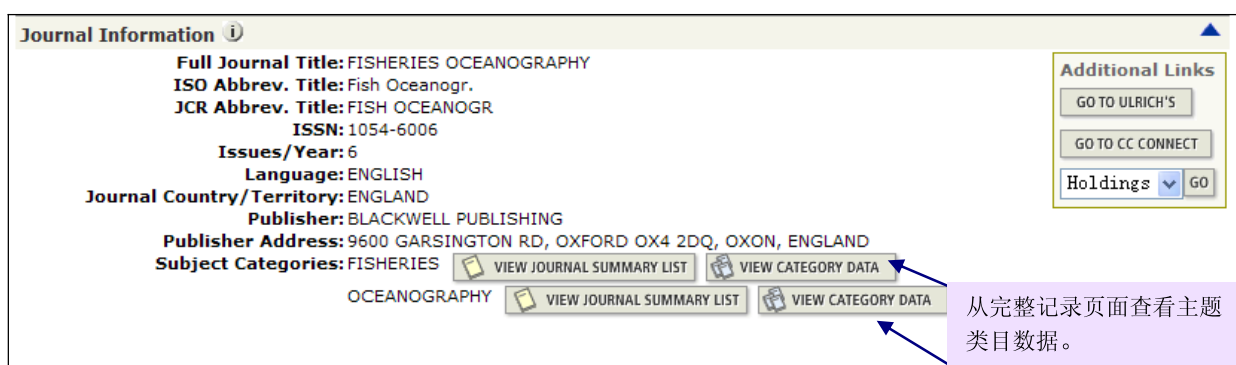 Journal Information i
Full Journal Title: FISHERIES OCEANOGRAPHY
ISO Abbrev. Title: Fish Oceanogr.
JCR Abbrev. Title: FISH OCEANOGR
ISSN: 1054-6006
Issues/Year: 6
Language: ENGLISH
Journal Country/Territory: ENGLAND
Publisher: BLACKWELL PUBLISHING
Publisher Address: 9600 GARSINGTON RD, OXFORD OX4 2DQ, OXON, ENGLAND
Subject Categories: FISHERIES VIEW JOURNAL SUMMARY LIST VIEW CATEGORY DATA
OCEANOGRAPHY VIEW JOURNAL SUMMARY LIST VIEW CATEGORY DATA
Additional Links
GO TO ULRICH'S
GO TO CC CONNECT
Holdings GO
从完整记录页面查看主题
类目数据。